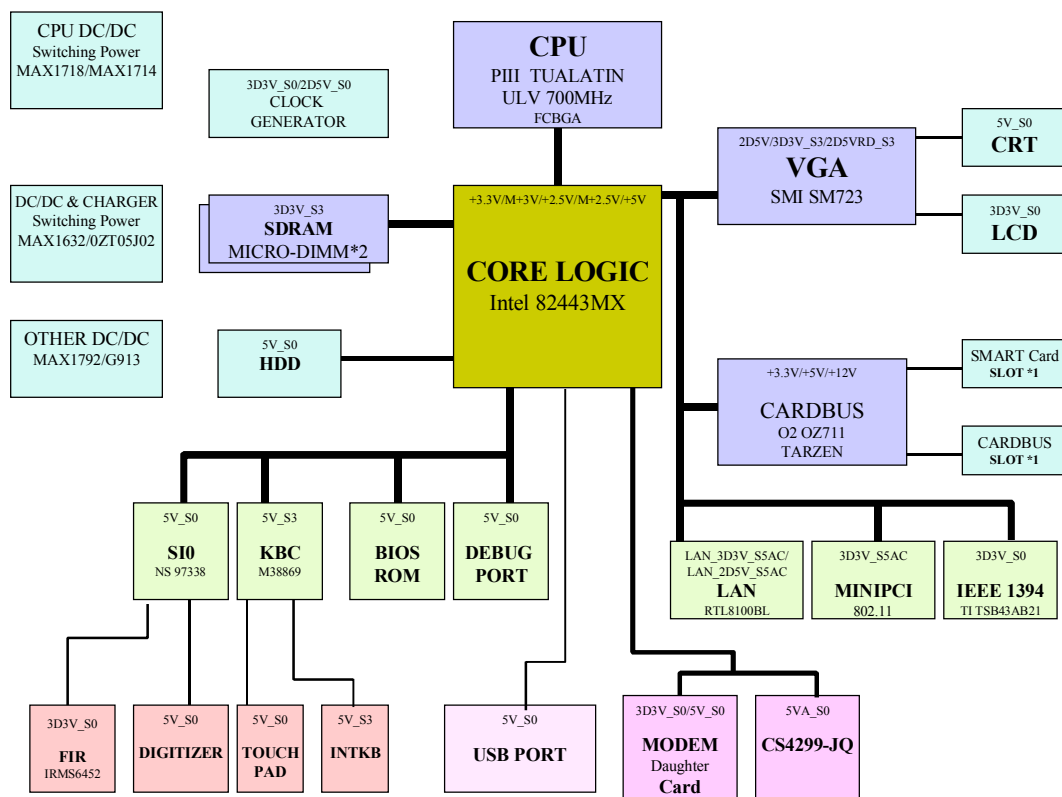 CPU DC/DC
Switching Power
MAX1718/MAX1714
3D3V_S0/2D5V_S0
CLOCK
GENERATOR
CPU
PIII TUALATIN
ULV 700MHz
FCBGA
2D5V/3D3V_S3/2D5VRD_S3
VGA
SMI SM723
5V_S0
CRT
3D3V_S0
LCD
DC/DC & CHARGER
Switching Power
MAX1632/0ZT05J02
3D3V_S3
SDRAM
MICRO-DIMM*2
+3.3V/M+3V/+2.5V/M+2.5V/+5V
CORE LOGIC
Intel 82443MX
OTHER DC/DC
MAX1792/G913
5V_S0
HDD
+3.3V/+5V/+12V
CARDBUS
O2 OZ711
TARZEN
SMART Card
SLOT *1
CARDBUS
SLOT *1
5V_S0
SI0
NS 97338
5V_S3
KBC
M38869
5V_S0
BIOS
ROM
5V_S0
DEBUG
PORT
LAN_3D3V_S5AC/
LAN_2D5V_S5AC
LAN
RTL8100BL
3D3V_S5AC
MINIPCI
802.11
3D3V_S0
IEEE 1394
TI TSB43AB21
3D3V_S0
FIR
IRMS6452
5V_S0
DIGITIZER
5V_S0
TOUCH
PAD
5V_S3
INTKB
5V_S0
USB PORT
3D3V_S0/5V_S0
MODEM
Daughter
Card
5VA_S0
CS4299-JQ